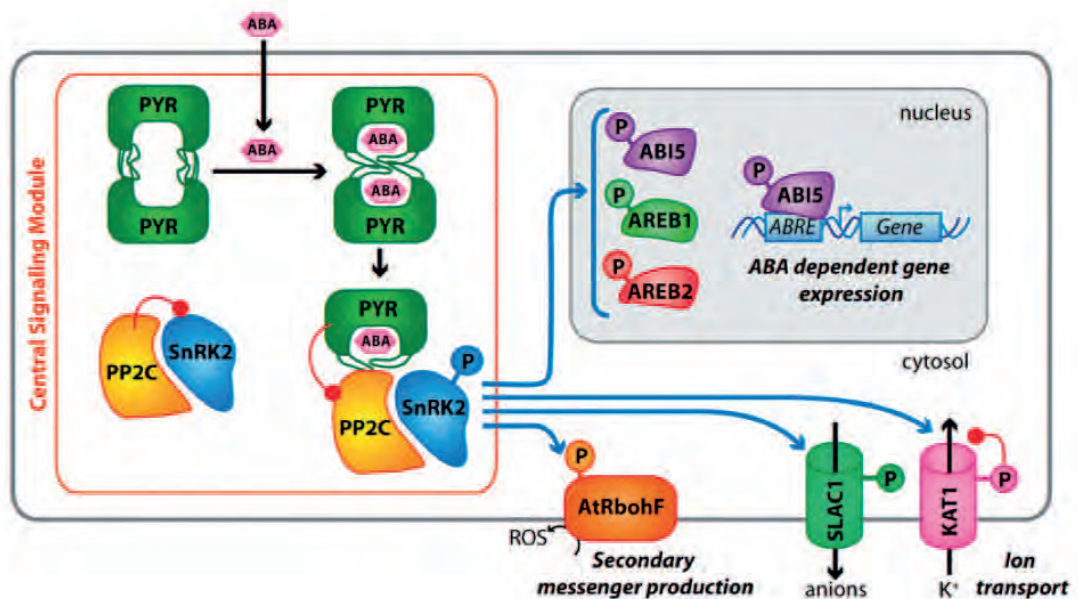 ABA
Central Signaling Module
PYR
PYR
ABA
PYR
ABA
ABA
PYR
PP2C
SnRK2
PYR
ABA
PP2C
SnRK2
P
nucleus
P
ABI5
P
AREB1
P
AREB2
P
ABI5
ABRE
Gene
ABA dependent gene
expression
cytosol
P
AtRbohF
ROS
Secondary
messenger production
SLAC1
P
anions
KAT1
P
K⁺
Ion
transport